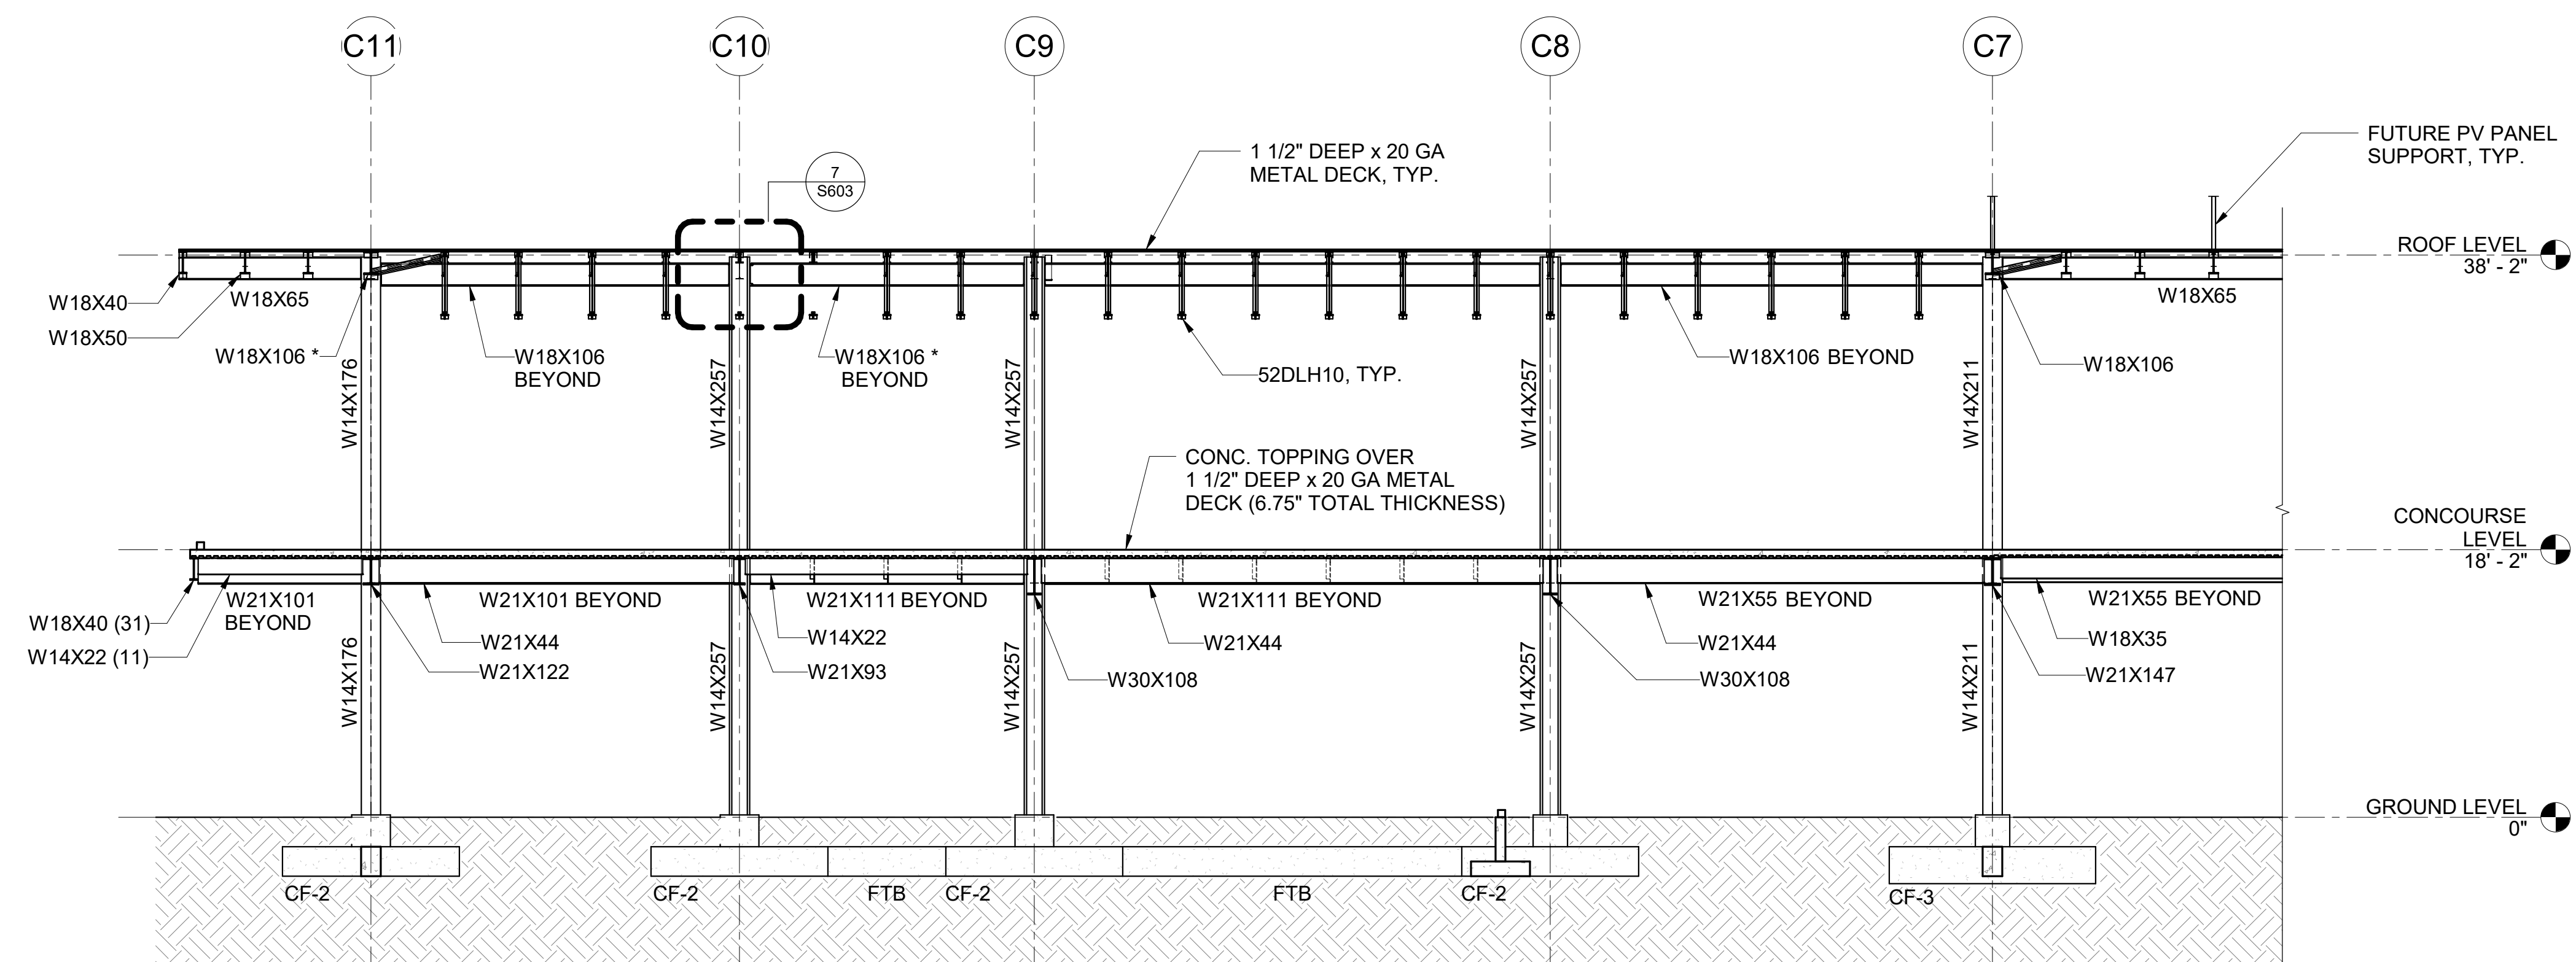 C11
C10
C9
C8
C7
7
S603
1 1/2" DEEP x 20 GA
METAL DECK, TYP.
FUTURE PV PANEL
SUPPORT, TYP.
ROOF LEVEL
38' - 2"
W18X40
W18X50
W18X65
W18X106 *
W18X106
BEYOND
W18X106 *
BEYOND
52DLH10, TYP.
W18X106 BEYOND
W18X106
W18X65
W14X176
W14X257
W14X257
W14X257
W14X211
CONC. TOPPING OVER
1 1/2" DEEP x 20 GA METAL
DECK (6.75" TOTAL THICKNESS)
CONCOURSE
LEVEL
18' - 2"
W18X40 (31)
W14X22 (11)
W21X101
BEYOND
W21X101 BEYOND
W21X44
W21X122
W21X111 BEYOND
W14X22
W21X93
W21X111 BEYOND
W21X44
W30X108
W21X55 BEYOND
W21X44
W30X108
W21X55 BEYOND
W18X35
W21X147
W14X176
W14X257
W14X257
W14X257
W14X211
GROUND LEVEL
0"
CF-2
CF-2
FTB
CF-2
FTB
CF-2
CF-3